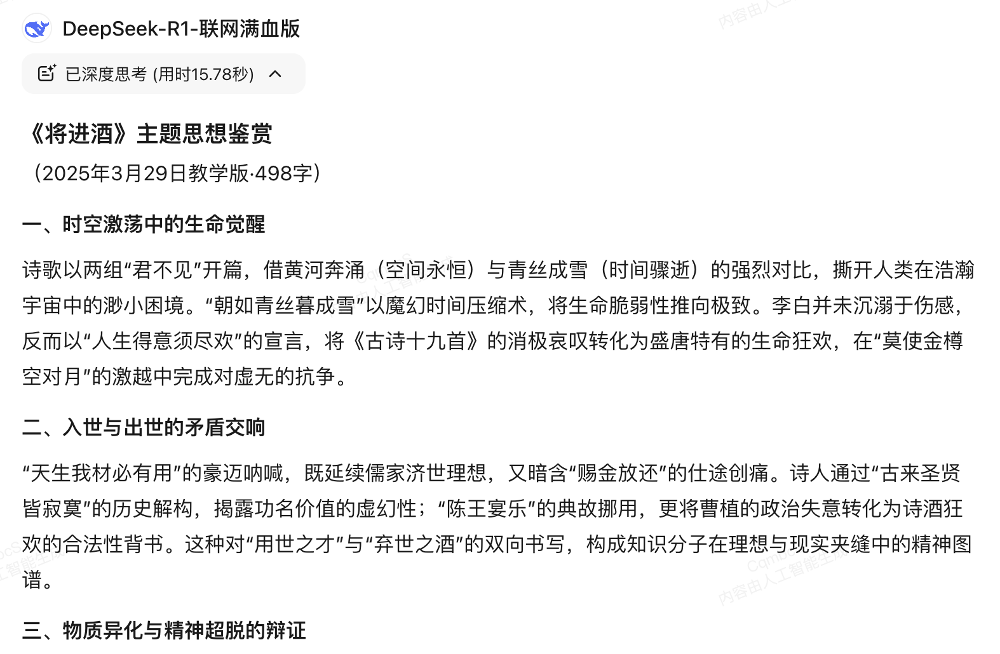 DeepSeek-R1-联网满血版
已深度思考 (用时15.78秒)
《将进酒》主题思想鉴赏
（2025年3月29日教学版·498字）
一、时空激荡中的生命觉醒
诗歌以两组“君不见”开篇，借黄河奔涌（空间永恒）与青丝成雪（时间骤逝）的强烈对比，撕开人类在浩瀚
宇宙中的渺小困境。“朝如青丝暮成雪”以魔幻时间压缩术，将生命脆弱性推向极致。李白并未沉溺于伤感，
反而以“人生得意须尽欢”的宣言，将《古诗十九首》的消极哀叹转化为盛唐特有的生命狂欢，在“莫使金樽
空对月”的激越中完成对虚无的抗争。
二、入世与出世的矛盾交响
“天生我材必有用”的豪迈呐喊，既延续儒家济世理想，又暗含“赐金放还”的仕途创痛。诗人通过“古来圣贤
皆寂寞”的历史解构，揭露功名价值的虚幻性；“陈王宴乐”的典故挪用，更将曹植的政治失意转化为诗酒狂
欢的合法性背书。这种对“用世之才”与“弃世之酒”的双向书写，构成知识分子在理想与现实夹缝中的精神图
谱。
内容由人工智能生成
三、物质异化与精神超脱的辩证